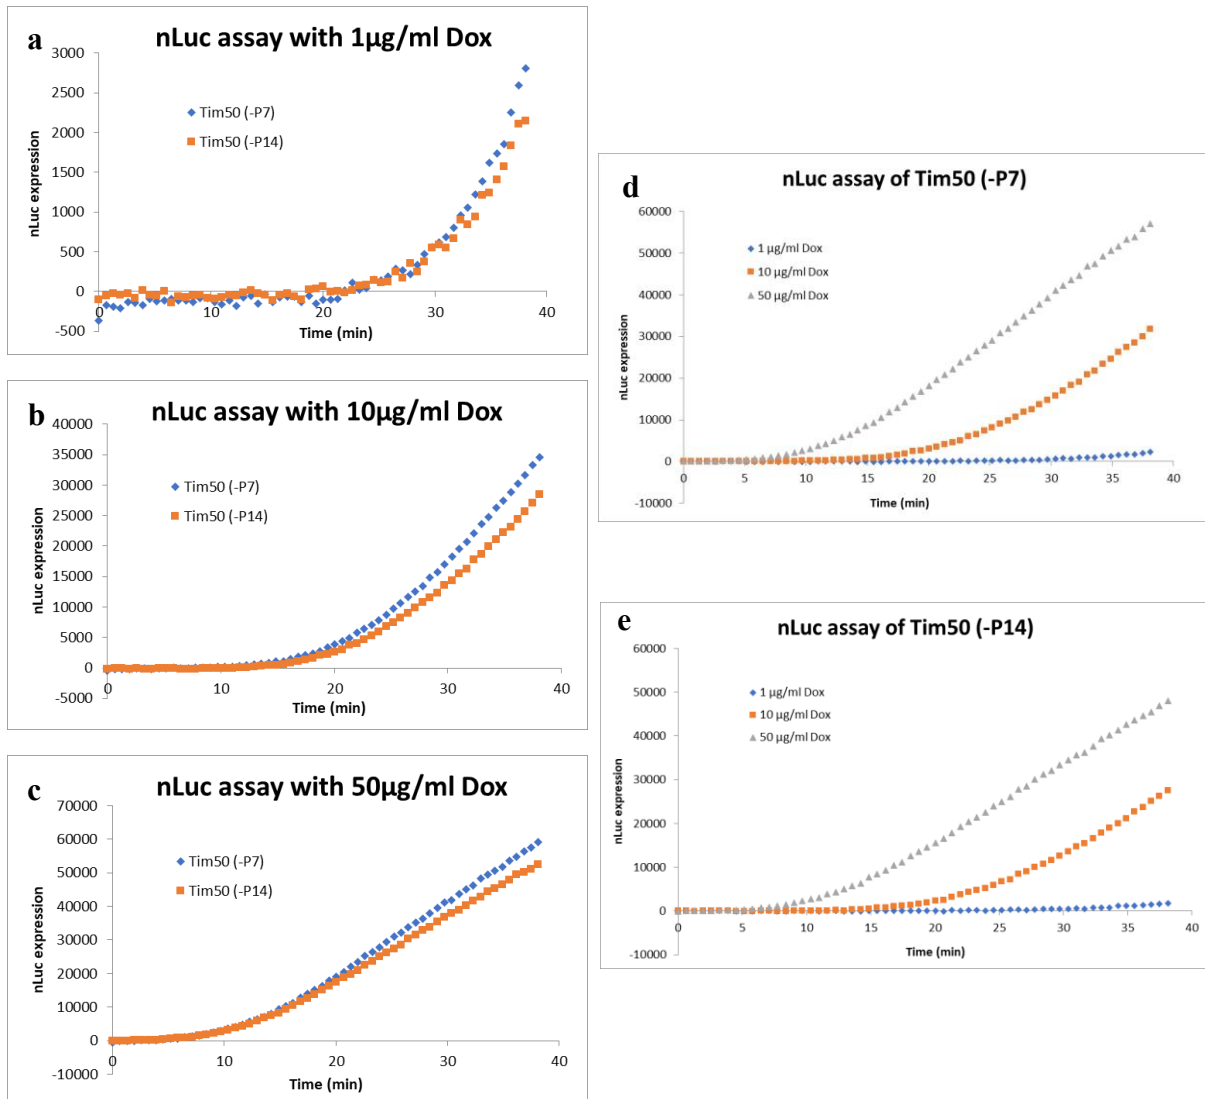 a
nLuc assay with 1µg/ml Dox
3000
2500
2000
1500
1000
500
0
-500
nLuc expression
Tim50 (-P7)
Tim50 (-P14)
0 10 20 30 40
Time (min)
b
nLuc assay with 10µg/ml Dox
40000
35000
30000
25000
20000
15000
10000
5000
0
-5000
nLuc expression
Tim50 (-P7)
Tim50 (-P14)
0 10 20 30 40
Time (min)
c
nLuc assay with 50µg/ml Dox
70000
60000
50000
40000
30000
20000
10000
0
-10000
nLuc expression
Tim50 (-P7)
Tim50 (-P14)
0 10 20 30 40
Time (min)
d
nLuc assay of Tim50 (-P7)
60000
50000
40000
30000
20000
10000
0
-10000
nLuc expression
1 µg/ml Dox
10 µg/ml Dox
50 µg/ml Dox
0 5 10 15 20 25 30 35 40
Time (min)
e
nLuc assay of Tim50 (-P14)
60000
50000
40000
30000
20000
10000
0
-10000
nLuc expression
1 µg/ml Dox
10 µg/ml Dox
50 µg/ml Dox
0 5 10 15 20 25 30 35 40
Time (min)